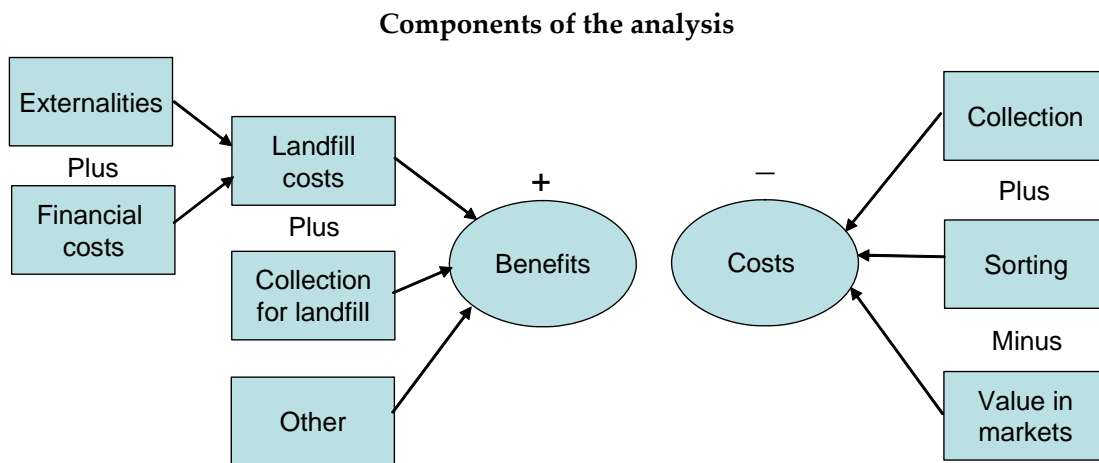 Components of the analysis
Externalities
Plus
Financial
costs
Landfill
costs
Plus
Collection
for landfill
Other
+
Benefits
–
Costs
Collection
Plus
Sorting
Minus
Value in
markets